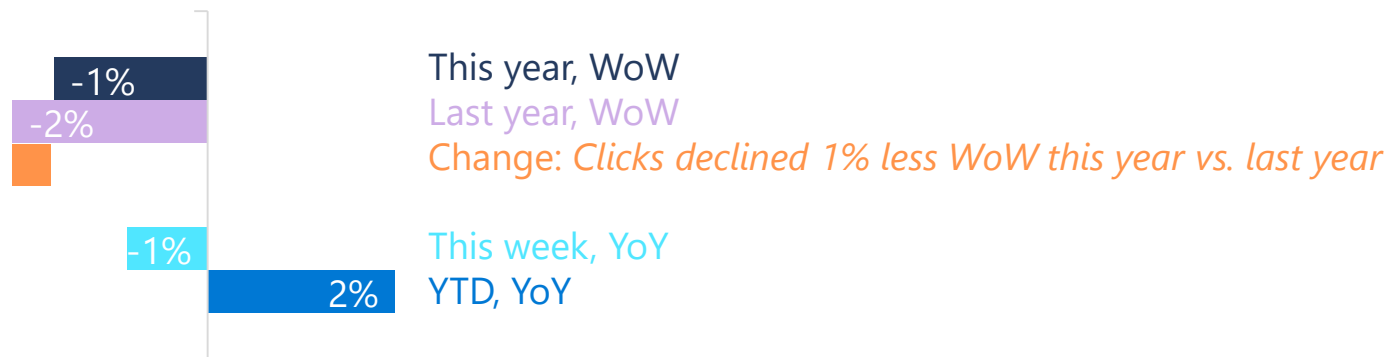 -1% This year, WoW
-2% Last year, WoW
Change: Clicks declined 1% less WoW this year vs. last year
-1% This week, YoY
2% YTD, YoY